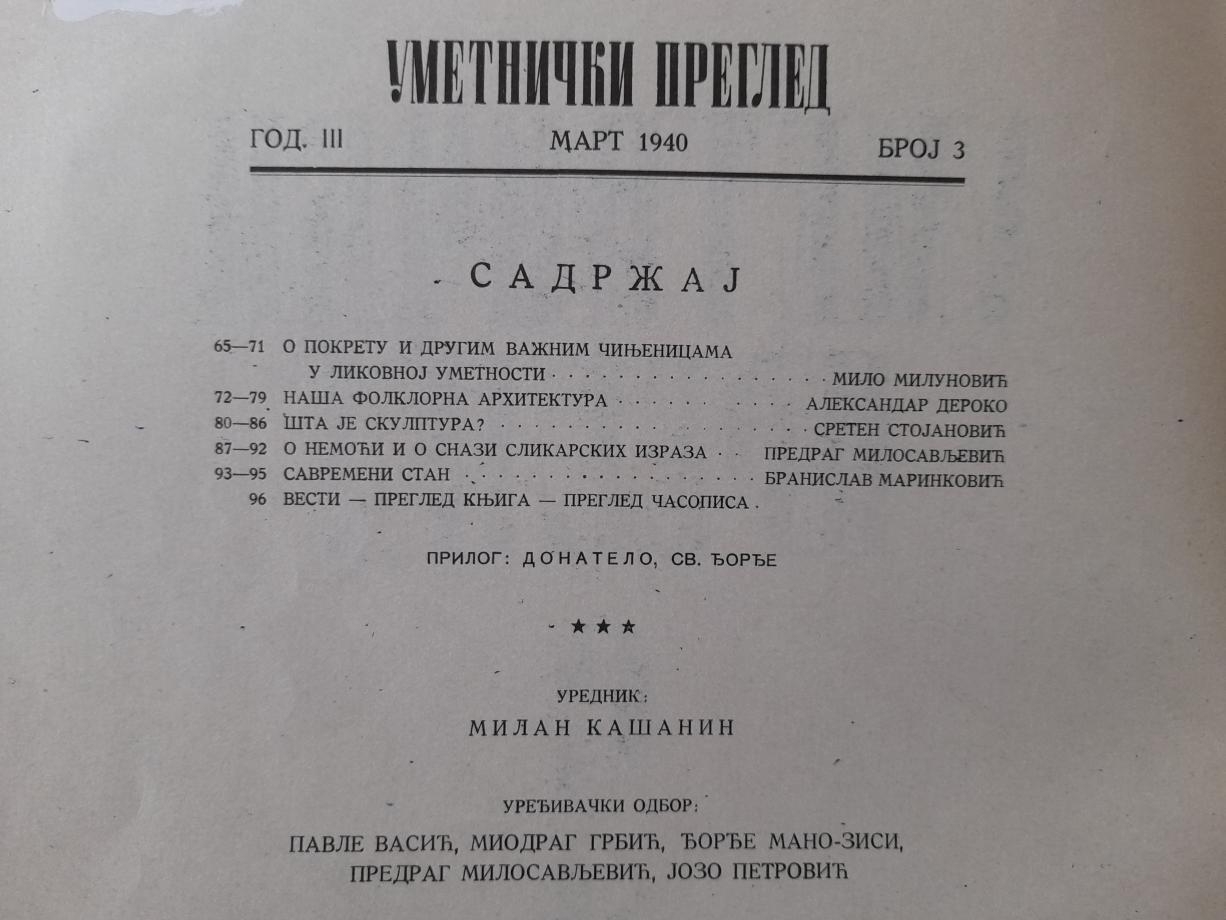 УМЕТНИЧКИ ПРЕГЛЕД
ГОД. III МАРТ 1940 БРОЈ 3
САДРЖАЈ
65—71 О ПОКРЕТУ И ДРУГИМ ВАЖНИМ ЧИЊЕНИЦАМА
У ЛИКОВНОЈ УМЕТНОСТИ . . . . . . . . . . . . . . . . . МИЛО МИЛУНОВИЋ
72—79 НАША ФОЛКЛОРНА АРХИТЕКТУРА . . . . . . . . . . АЛЕКСАНДАР ДЕРОКО
80—86 ШТА ЈЕ СКУЛПТУРА? . . . . . . . . . . . . . . . . . СРЕТЕН СТОЈАНОВИЋ
87—92 О НЕМОЋИ И О СНАЗИ СЛИКАРСКИХ ИЗРАЗА . . ПРЕДРАГ МИЛОСАВЉЕВИЋ
93—95 САВРЕМЕНИ СТАН . . . . . . . . . . . . . . . . . БРАНИСЛАВ МАРИНКОВИЋ
96 ВЕСТИ — ПРЕГЛЕД КЊИГА — ПРЕГЛЕД ЧАСОПИСА .
ПРИЛОГ: ДОНАТЕЛО, СВ. ЂОРЂЕ
★ ★ ★
УРЕДНИК:
МИЛАН КАШАНИН
УРЕЂИВАЧКИ ОДБОР:
ПАВЛЕ ВАСИЋ, МИОДРАГ ГРБИЋ, ЂОРЂЕ МАНО-ЗИСИ,
ПРЕДРАГ МИЛОСАВЉЕВИЋ, ЈОЗО ПЕТРОВИЋ